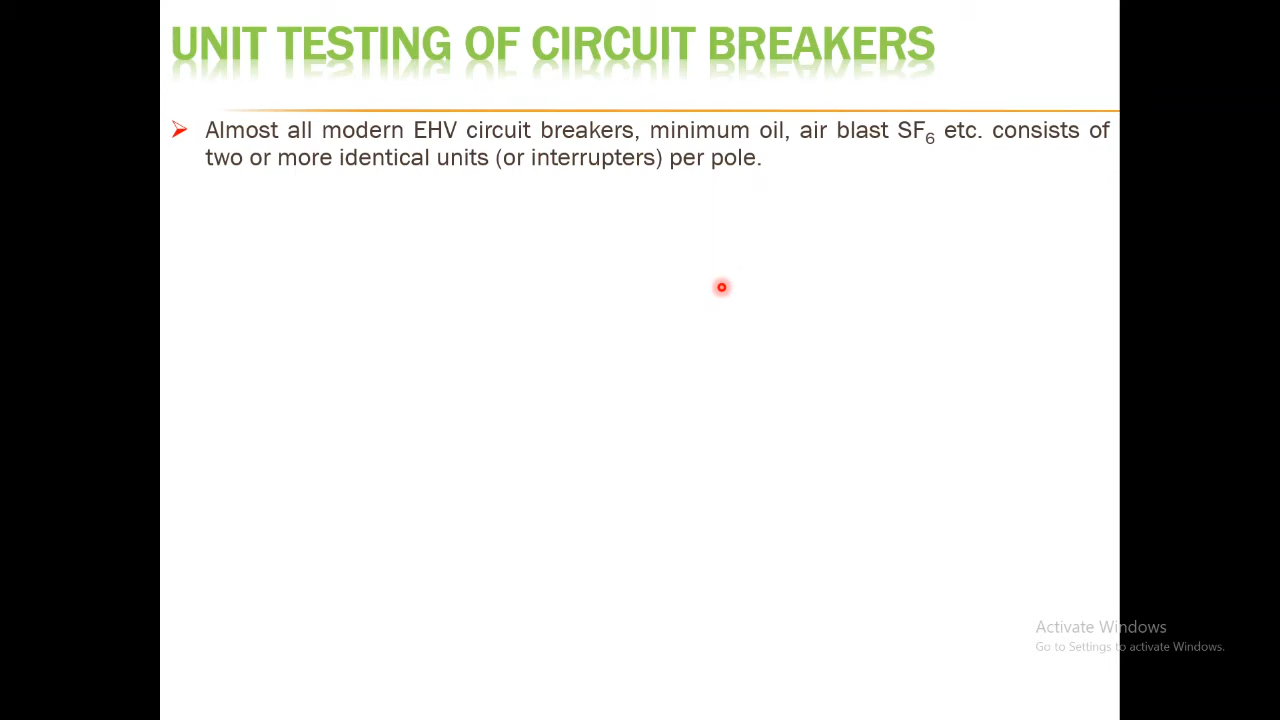 UNIT TESTING OF CIRCUIT BREAKERS
Almost all modern EHV circuit breakers, minimum oil, air blast SF6 etc. consists of
two or more identical units (or interrupters) per pole.
Activate Windows
Go to Settings to activate Windows.